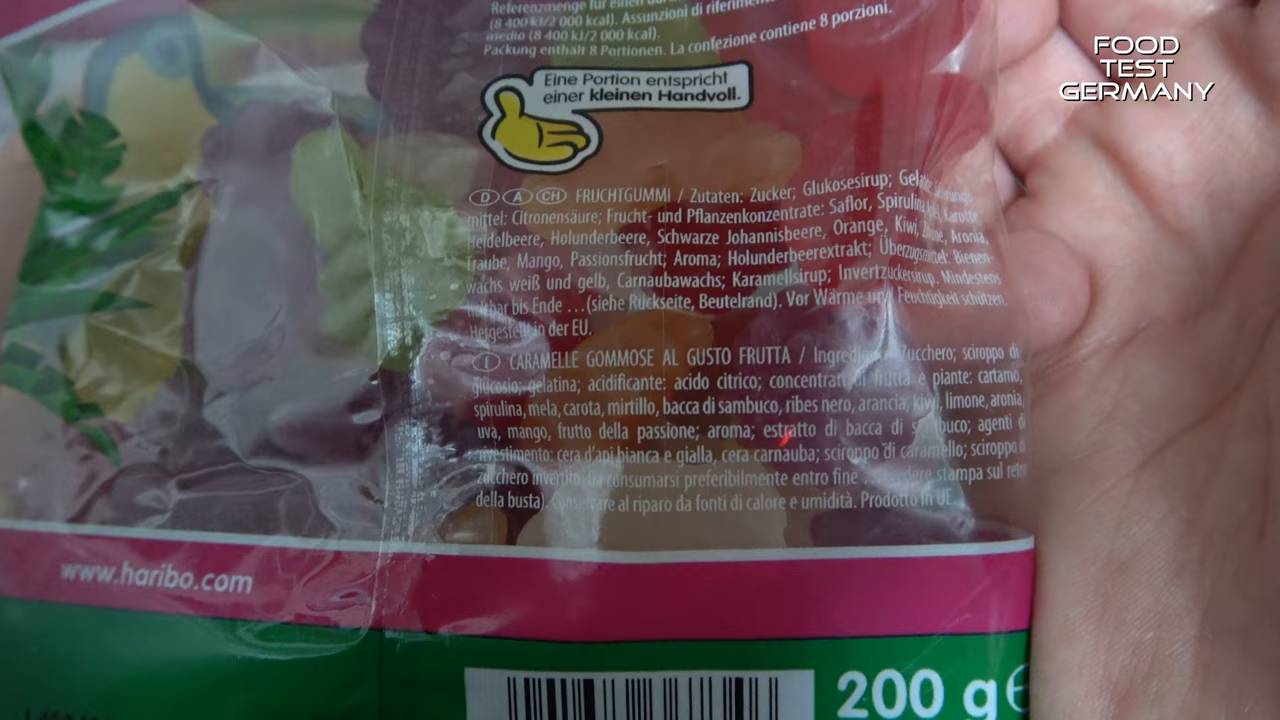 Referenzmenge für einen
(8 400 kJ/2 000 kcal). Assunzioni di riferimento
medio (8 400 kJ/2 000 kcal).
Packung enthält 8 Portionen. La confezione contiene 8 porzioni.
Eine Portion entspricht
einer kleinen Handvoll.
FOOD
TEST
GERMANY
D A CH FRUCHTGUMMI / Zutaten: Zucker; Glukosesirup;
mittel: Citronensäure; Frucht- und Pflanzenkonzentrate: Saflor, Spirulina, Karotte,
Heidelbeere, Holunderbeere, Schwarze Johannisbeere, Orange, Kiwi, Aronia,
Traube, Mango, Passionsfrucht; Aroma; Holunderbeerextrakt; Überzugsmittel: Bienen-
wachs weiß und gelb, Carnaubawachs; Karamellsirup; Invertzuckersirup. Mindestens
haltbar bis Ende ...(siehe Rückseite, Beutelrand). Vor Wärme und Feuchtigkeit schützen.
Hergestellt in der EU.
I CARAMELLE GOMMOSE AL GUSTO FRUTTA / Zucchero; sciroppo di
glucosio; gelatina; acidificante: acido citrico; concentrati di frutta e piante: cartamo,
spirulina, mela, carota, mirtillo, bacca di sambuco, ribes nero, arancia, kiwi, limone, aronia,
uva, mango, frutto della passione; aroma; estratto di bacca di sambuco; agenti di
rivestimento: cera d'api bianca e gialla, cera carnauba; sciroppo di caramello; sciroppo di
zucchero invertito. Da consumarsi preferibilmente entro fine ... stampa sul retro
della busta). Conservare al riparo da fonti di calore e umidità. Prodotto in UE.
www.haribo.com
200 g e